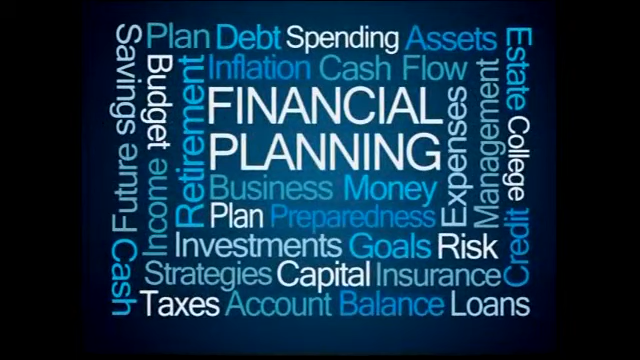 Plan Debt Spending Assets
Inflation Cash Flow
FINANCIAL
PLANNING
Business Money
Plan Preparedness
Investments Goals Risk
Strategies Capital Insurance
Taxes Account Balance Loans
Savings
Future
Cash
Budget
Income
Retirement
Expenses
Management
Estate
College
Credit